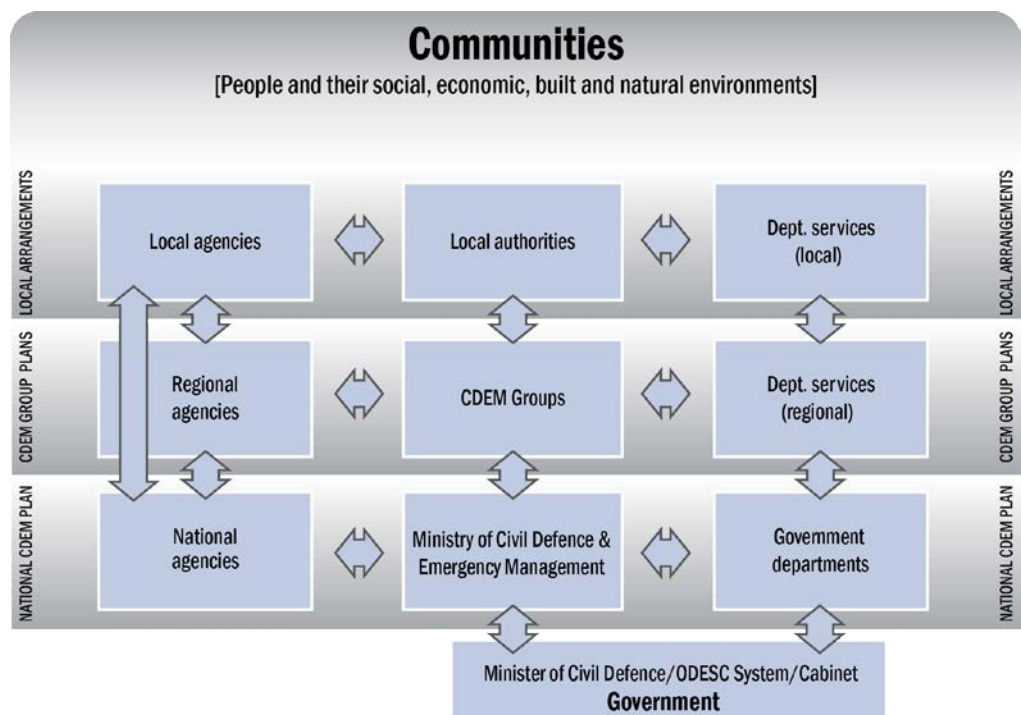 Communities
[People and their social, economic, built and natural environments]
LOCAL ARRANGEMENTS
Local agencies
Local authorities
Dept. services
(local)
LOCAL ARRANGEMENTS
CDEM GROUP PLANS
Regional
agencies
CDEM Groups
Dept. services
(regional)
CDEM GROUP PLANS
NATIONAL CDEM PLAN
National
agencies
Ministry of Civil Defence &
Emergency Management
Government
departments
NATIONAL CDEM PLAN
Minister of Civil Defence/ODESC System/Cabinet
Government